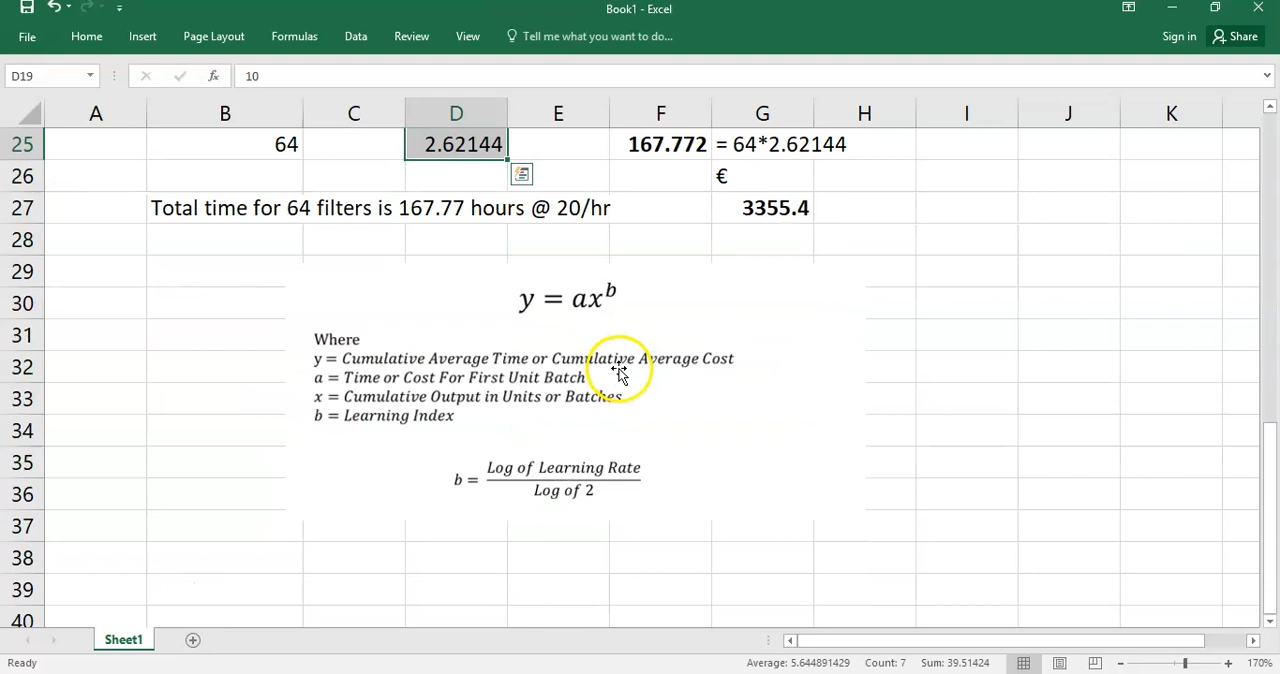 Book1 - Excel
File Home Insert Page Layout Formulas Data Review View Tell me what you want to do... Sign in Share
D19 fx 10
A B C D E F G H I J K
25 64 2.62144 167.772 = 64*2.62144
26 €
27 Total time for 64 filters is 167.77 hours @ 20/hr 3355.4
28
29
30 y = ax^b
31 Where
32 y = Cumulative Average Time or Cumulative Average Cost
a = Time or Cost For First Unit Batch
33 x = Cumulative Output in Units or Batches
34 b = Learning Index
35 Log of Learning Rate
b =
36 Log of 2
37
38
39
40
Sheet1
Ready Average: 5.644891429 Count: 7 Sum: 39.51424 170%